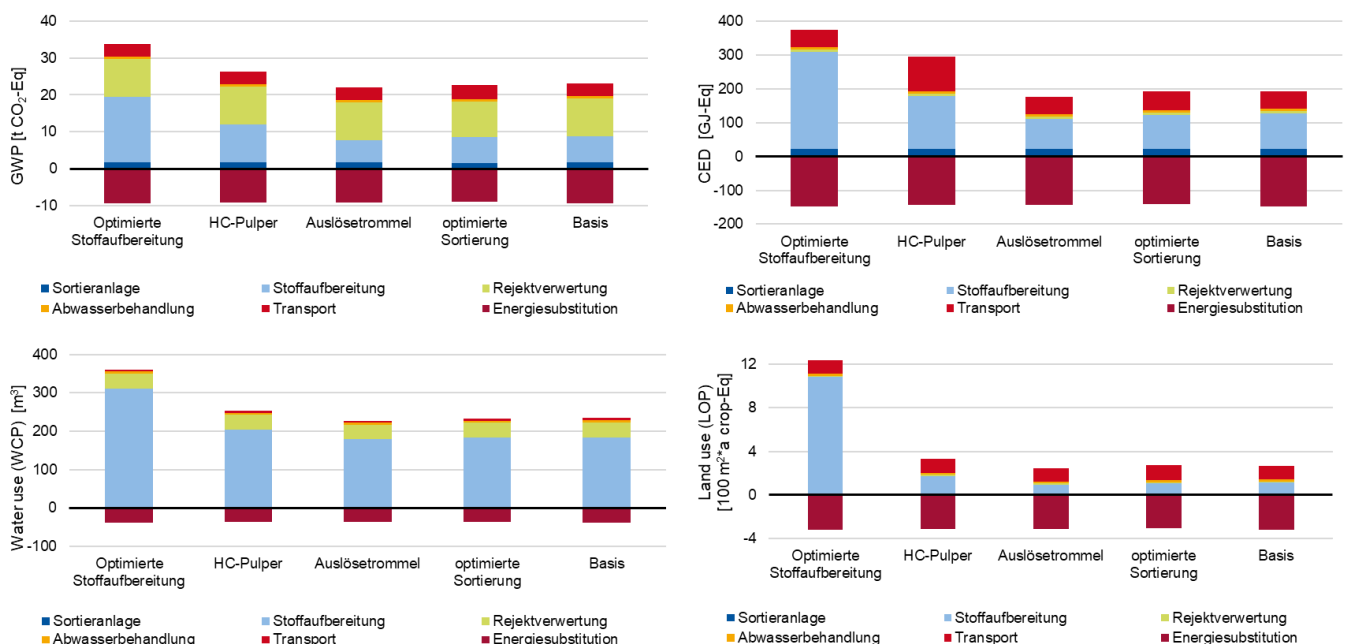 GWP [t CO₂-Eq]
40
30
20
10
0
-10
Optimierte
Stoffaufbereitung
HC-Pulper
Auslösetrommel
optimierte
Sortierung
Basis
Sortieranlage
Stoffaufbereitung
Rejektverwertung
Abwasserbehandlung
Transport
Energiesubstitution
CED [GJ-Eq]
400
300
200
100
0
-100
-200
Optimierte
Stoffaufbereitung
HC-Pulper
Auslösetrommel
optimierte
Sortierung
Basis
Sortieranlage
Stoffaufbereitung
Rejektverwertung
Abwasserbehandlung
Transport
Energiesubstitution
Water use (WCP) [m³]
400
300
200
100
0
-100
Optimierte
Stoffaufbereitung
HC-Pulper
Auslösetrommel
optimierte
Sortierung
Basis
Sortieranlage
Stoffaufbereitung
Rejektverwertung
Abwasserbehandlung
Transport
Energiesubstitution
Land use (LOP)
[100 m²*a crop-Eq]
12
8
4
0
-4
Optimierte
Stoffaufbereitung
HC-Pulper
Auslösetrommel
optimierte
Sortierung
Basis
Sortieranlage
Stoffaufbereitung
Rejektverwertung
Abwasserbehandlung
Transport
Energiesubstitution